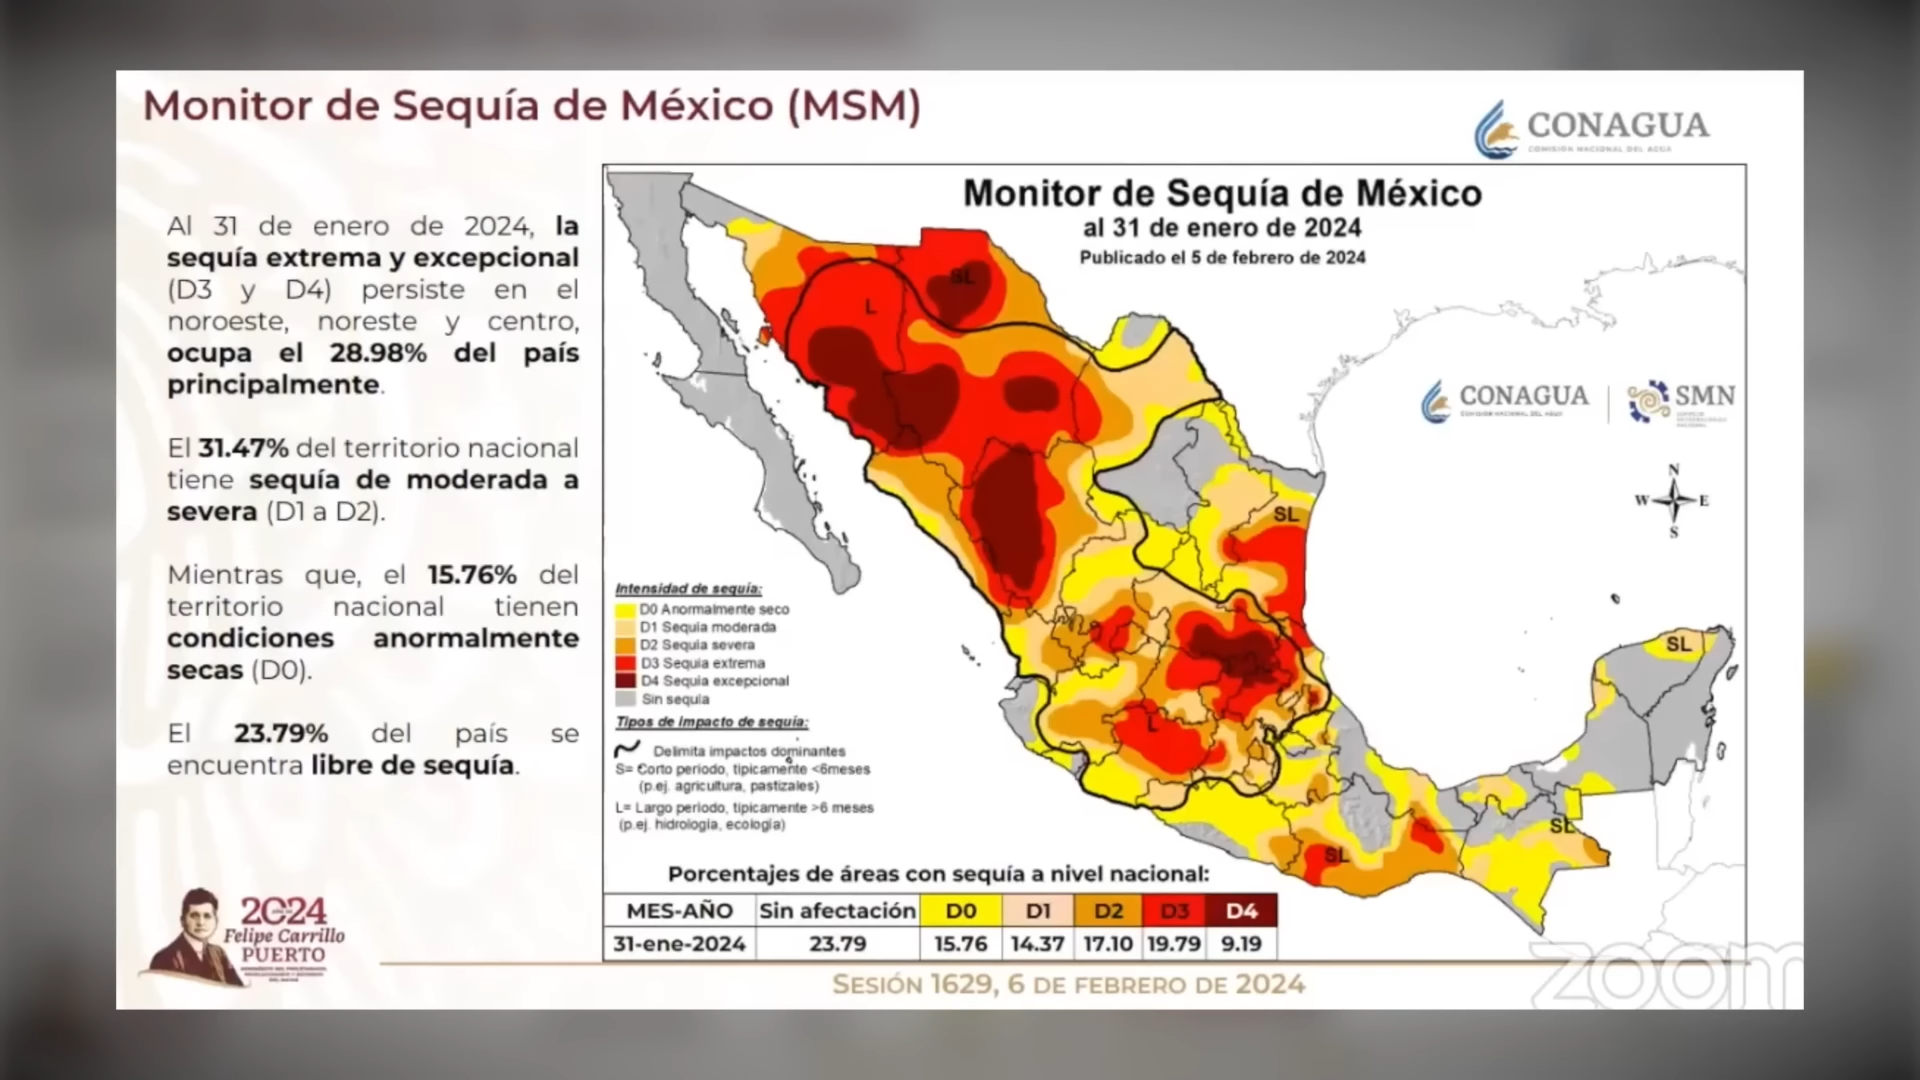 Monitor de Sequía de México (MSM)
CONAGUA
COMISIÓN NACIONAL DEL AGUA
Al 31 de enero de 2024, la
sequía extrema y excepcional
(D3 y D4) persiste en el
noroeste, noreste y centro,
ocupa el 28.98% del país
principalmente.
El 31.47% del territorio nacional
tiene sequía de moderada a
severa (D1 a D2).
Mientras que, el 15.76% del
territorio nacional tienen
condiciones anormalmente
secas (D0).
El 23.79% del país se
encuentra libre de sequía.
Monitor de Sequía de México
al 31 de enero de 2024
Publicado el 5 de febrero de 2024
SL
L
CONAGUA
COMISIÓN NACIONAL DEL AGUA
SMN
N
W E
S
SL
SL
L
SL
SL
Intensidad de sequía:
D0 Anormalmente seco
D1 Sequía moderada
D2 Sequía severa
D3 Sequía extrema
D4 Sequía excepcional
Sin sequía
Tipos de impacto de sequía:
Delimita impactos dominantes
S= Corto periodo, típicamente <6meses
(p.ej. agricultura, pastizales)
L= Largo periodo, típicamente >6 meses
(p.ej. hidrología, ecología)
Porcentajes de áreas con sequía a nivel nacional:
MES-AÑO Sin afectación D0 D1 D2 D3 D4
31-ene-2024 23.79 15.76 14.37 17.10 19.79 9.19
2024
Felipe Carrillo
PUERTO
SESIÓN 1629, 6 DE FEBRERO DE 2024
zoom